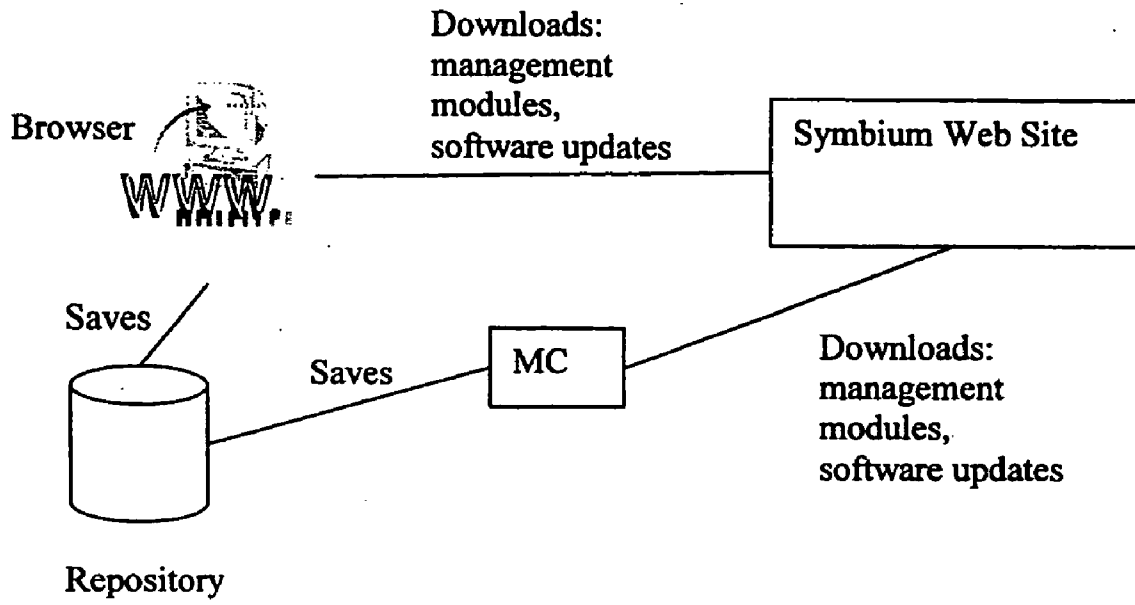 Downloads:
management
modules,
software updates
Browser
WWW
Symbium Web Site
Saves
Saves
MC
Downloads:
management
modules,
software updates
Repository